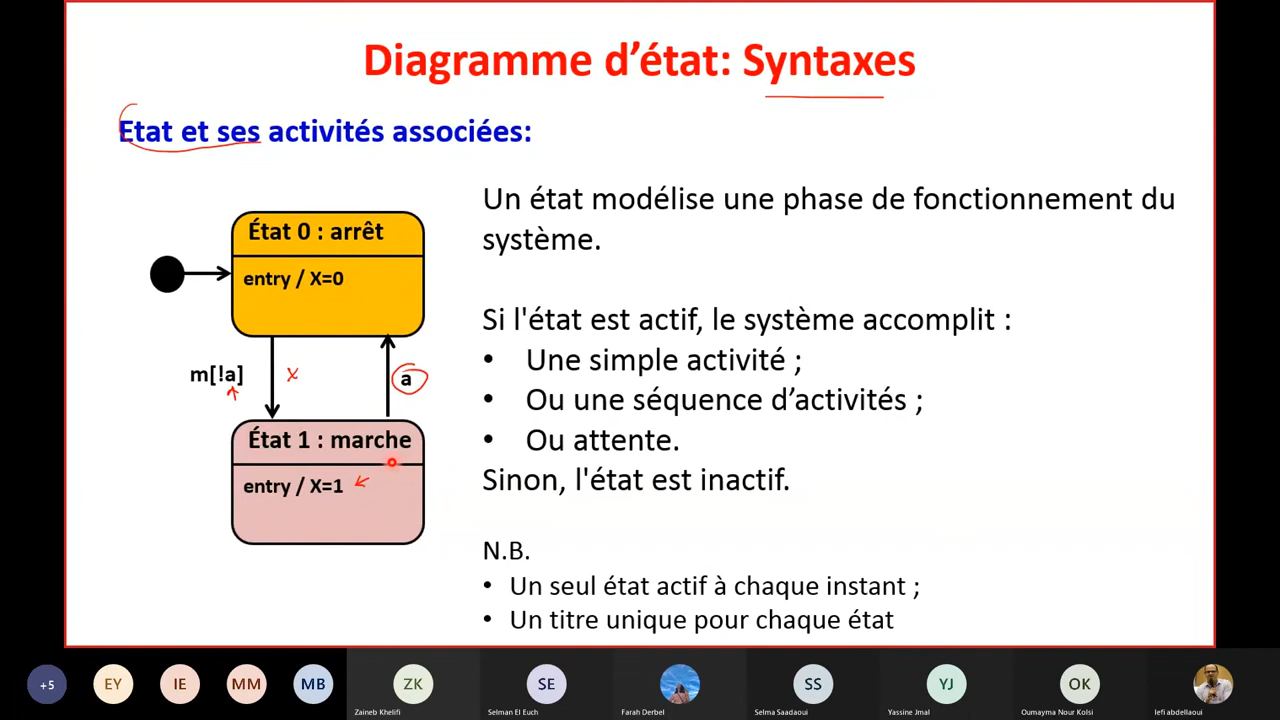 Diagramme d'état: Syntaxes
Etat et ses activités associées:
État 0 : arrêt
entry / X=0
m[!a]
x
a
État 1 : marche
entry / X=1
Un état modélise une phase de fonctionnement du
système.
Si l'état est actif, le système accomplit :
• Une simple activité ;
• Ou une séquence d'activités ;
• Ou attente.
Sinon, l'état est inactif.
N.B.
• Un seul état actif à chaque instant ;
• Un titre unique pour chaque état
+5
EY
IE
MM
MB
ZK
Zaineb Khelifi
SE
Selman El Euch
Farah Derbel
SS
Selma Saadaoui
YJ
Yassine Jmal
OK
Oumayma Nour Kolsi
lefi abdellaoui